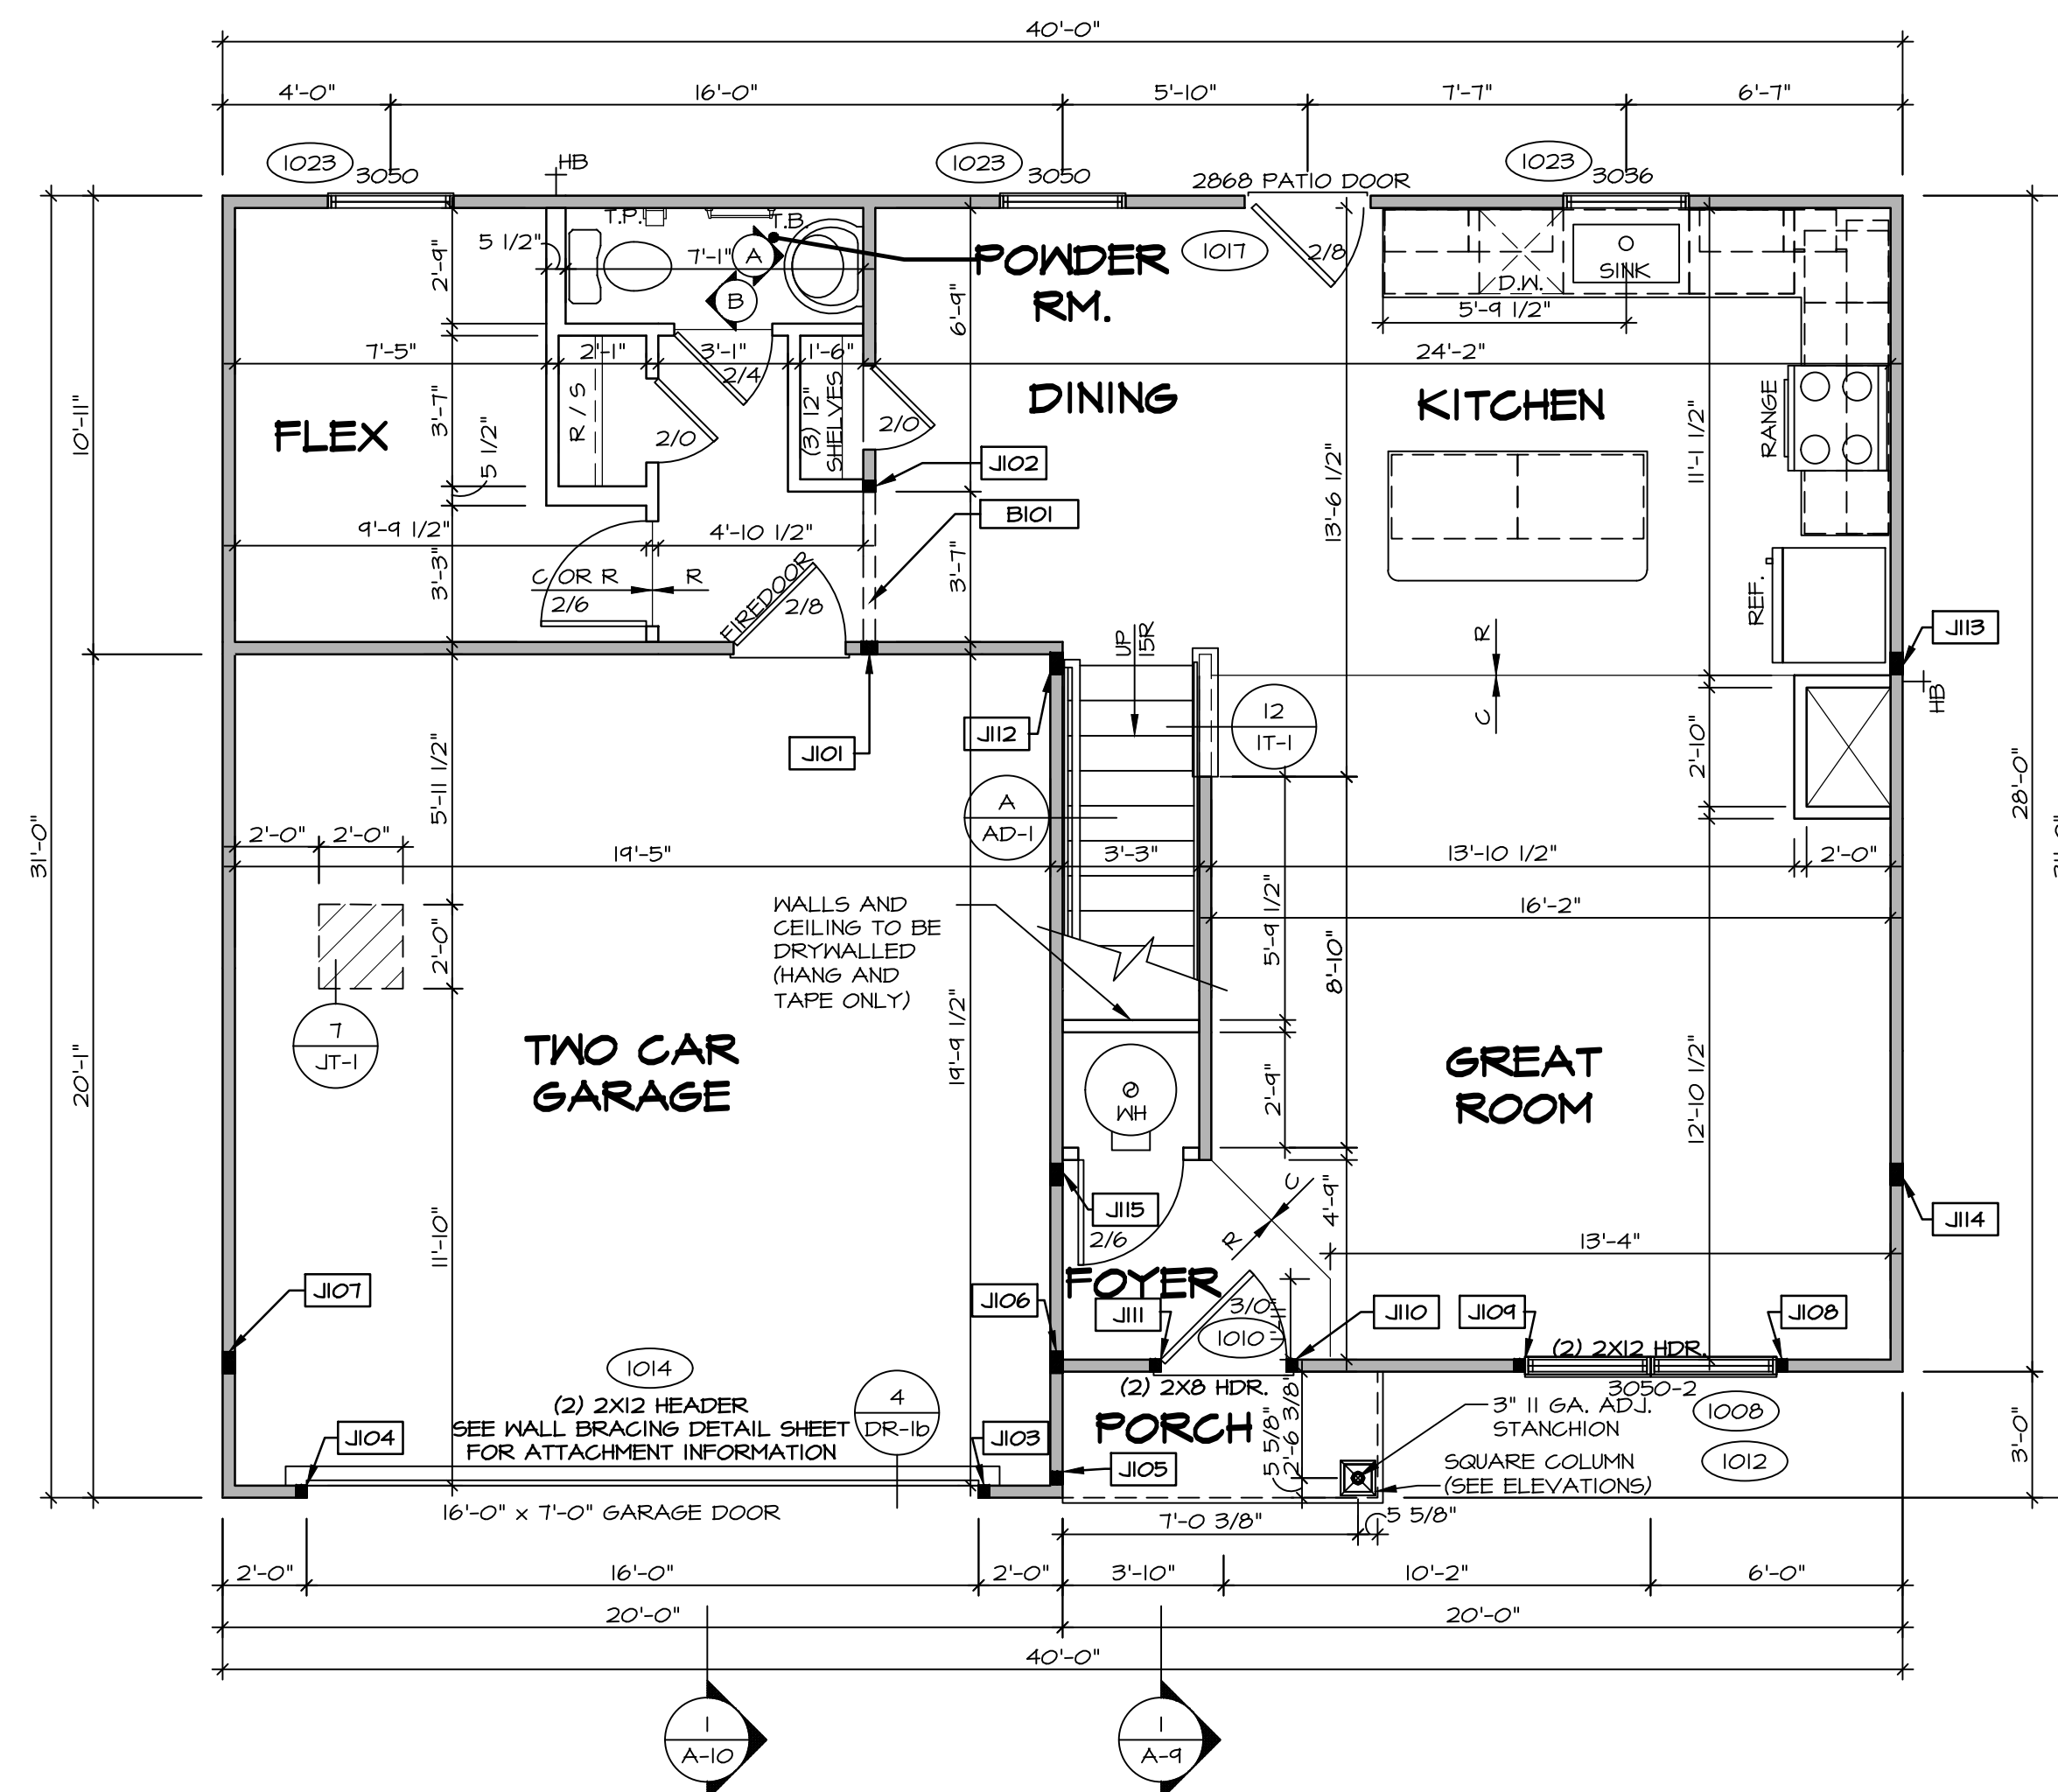 40'-0"
4'-0" 16'-0" 5'-10" 7'-7" 6'-7"
1023 3050 HB 1023 3050 2868 PATIO DOOR 1023 3036
T.P. T.B.
5 1/2" 7'-1" A
B
2'-9"
POWDER
RM.
1017 2/8
D.W. SINK
5'-9 1/2"
6'-9"
7'-5" 2'-1" 3'-1" 1'-6" 24'-2"
2/4
R / S
(3) 12"
SHELVES
2/0 2/0
DINING
KITCHEN
RANGE
FLEX
10'-11"
3'-7"
5 1/2"
J102
B101
13'-6 1/2"
11'-1 1/2"
9'-9 1/2" 4'-10 1/2"
3'-3"
3'-7"
C OR R R
2/6
FIREDOOR
2/8
REF.
J113
HB
UP
15R
R
C
J101
J112
12
IT-1
2'-10"
5'-11 1/2"
A
AD-1
31'-0"
28'-0"
2'-0" 2'-0" 19'-5" 3'-3" 13'-10 1/2" 2'-0"
16'-2"
WALLS AND
CEILING TO BE
DRYWALLED
(HANG AND
TAPE ONLY)
2'-0"
5'-9 1/2"
8'-10"
7
JT-1
TWO CAR
GARAGE
19'-9 1/2"
20'-1"
WH
2'-9"
GREAT
ROOM
12'-10 1/2"
11'-10"
J115
2/6
C
R
4'-9"
J114
13'-4"
FOYER
J107
J106
J111
3/0
1010
J110
J109
J108
(2) 2X12 HDR.
3050-2
1014
(2) 2X12 HEADER
SEE WALL BRACING DETAIL SHEET
FOR ATTACHMENT INFORMATION
4
DR-1b
J104
J103
J105
(2) 2X8 HDR.
PORCH
5 5/8"
2'-6 3/8"
3" 11 GA. ADJ.
STANCHION
1008
1012
SQUARE COLUMN
(SEE ELEVATIONS)
3'-0"
16'-0" x 7'-0" GARAGE DOOR
7'-0 3/8" 5 5/8"
2'-0" 16'-0" 2'-0" 3'-10" 10'-2" 6'-0"
20'-0" 20'-0"
40'-0"
1
A-10
1
A-9